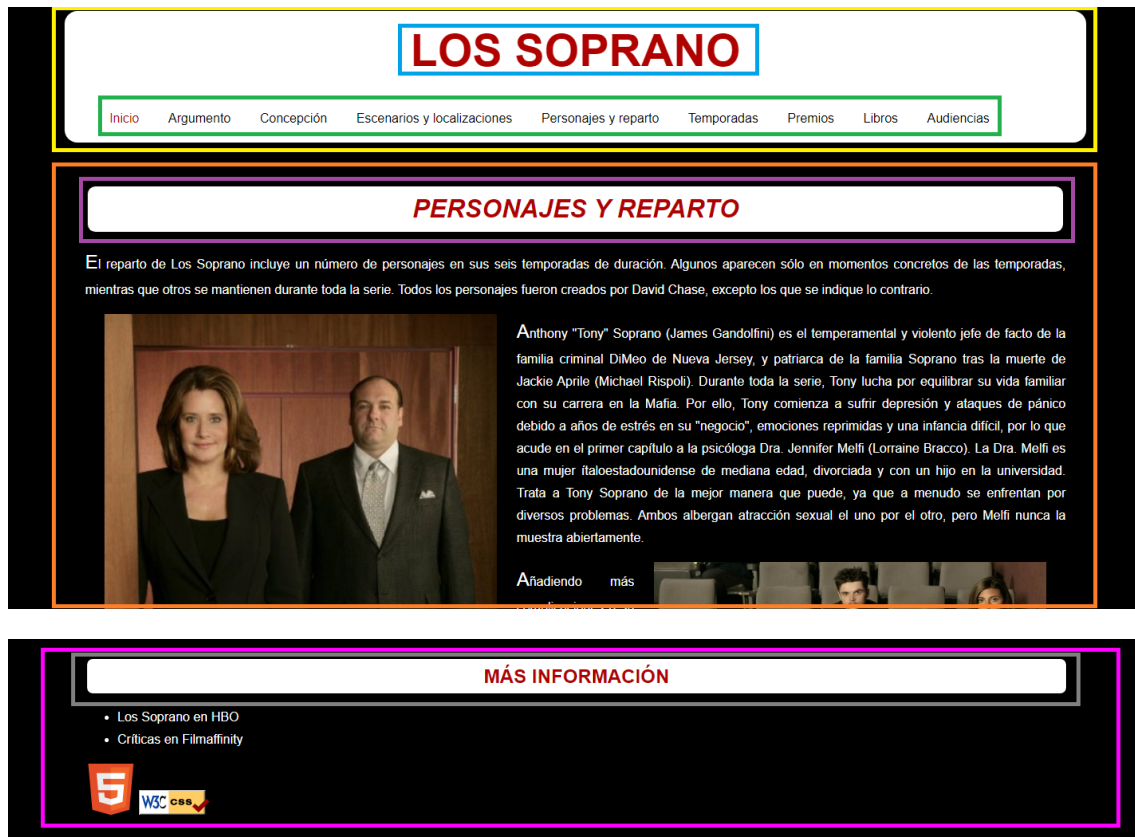 LOS SOPRANO
Inicio Argumento Concepción Escenarios y localizaciones Personajes y reparto Temporadas Premios Libros Audiencias
PERSONAJES Y REPARTO
El reparto de Los Soprano incluye un número de personajes en sus seis temporadas de duración. Algunos aparecen sólo en momentos concretos de las temporadas,
mientras que otros se mantienen durante toda la serie. Todos los personajes fueron creados por David Chase, excepto los que se indique lo contrario.
Anthony "Tony" Soprano (James Gandolfini) es el temperamental y violento jefe de facto de la
familia criminal DiMeo de Nueva Jersey, y patriarca de la familia Soprano tras la muerte de
Jackie Aprile (Michael Rispoli). Durante toda la serie, Tony lucha por equilibrar su vida familiar
con su carrera en la Mafia. Por ello, Tony comienza a sufrir depresión y ataques de pánico
debido a años de estrés en su "negocio", emociones reprimidas y una infancia difícil, por lo que
acude en el primer capítulo a la psicóloga Dra. Jennifer Melfi (Lorraine Bracco). La Dra. Melfi es
una mujer ítaloestadounidense de mediana edad, divorciada y con un hijo en la universidad.
Trata a Tony Soprano de la mejor manera que puede, ya que a menudo se enfrentan por
diversos problemas. Ambos albergan atracción sexual el uno por el otro, pero Melfi nunca la
muestra abiertamente.
Añadiendo más
MÁS INFORMACIÓN
Los Soprano en HBO
Críticas en Filmaffinity
5
W3C css